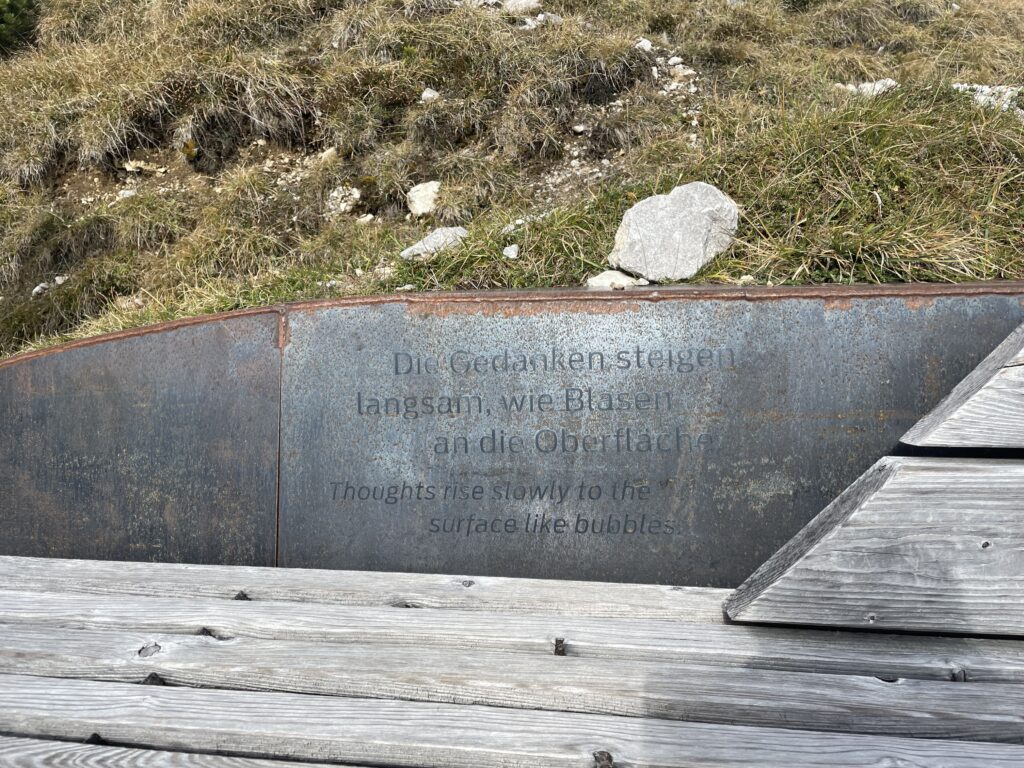 Die Gedanken steigen
langsam, wie Blasen
an die Oberfläche.
Thoughts rise slowly to the
surface like bubbles.